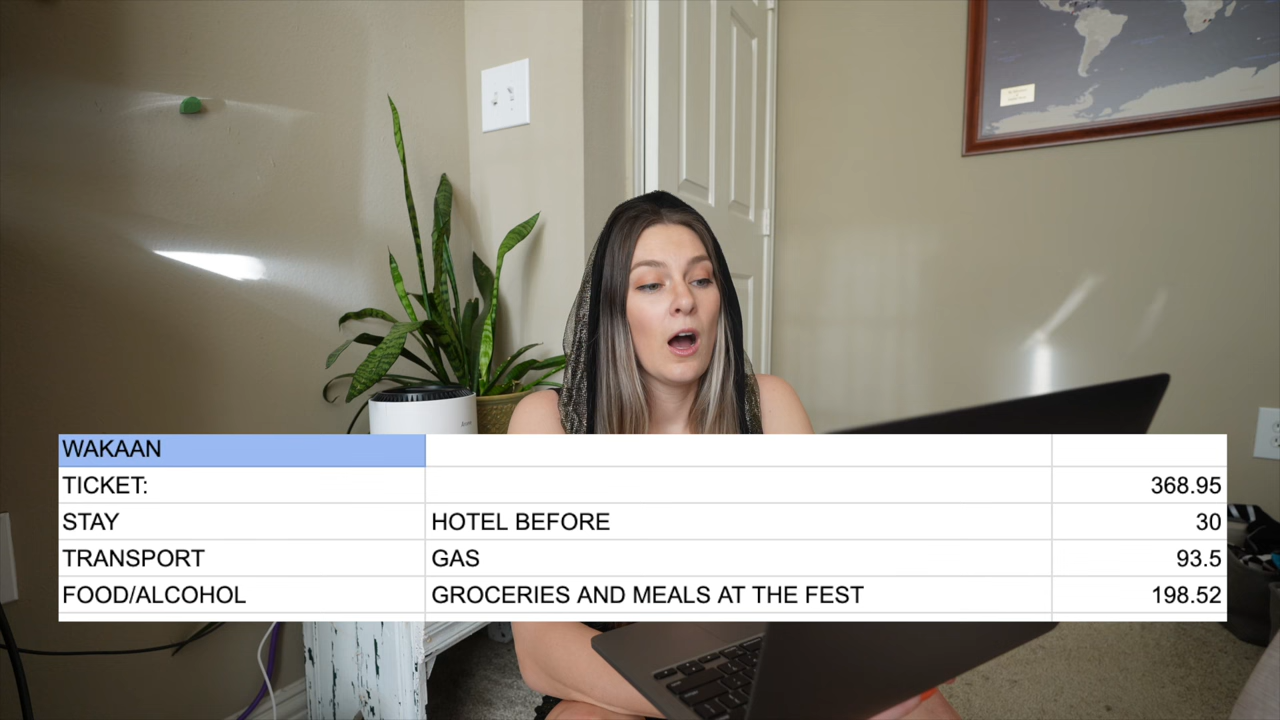 WAKAAN
TICKET: 368.95
STAY HOTEL BEFORE 30
TRANSPORT GAS 93.5
FOOD/ALCOHOL GROCERIES AND MEALS AT THE FEST 198.52